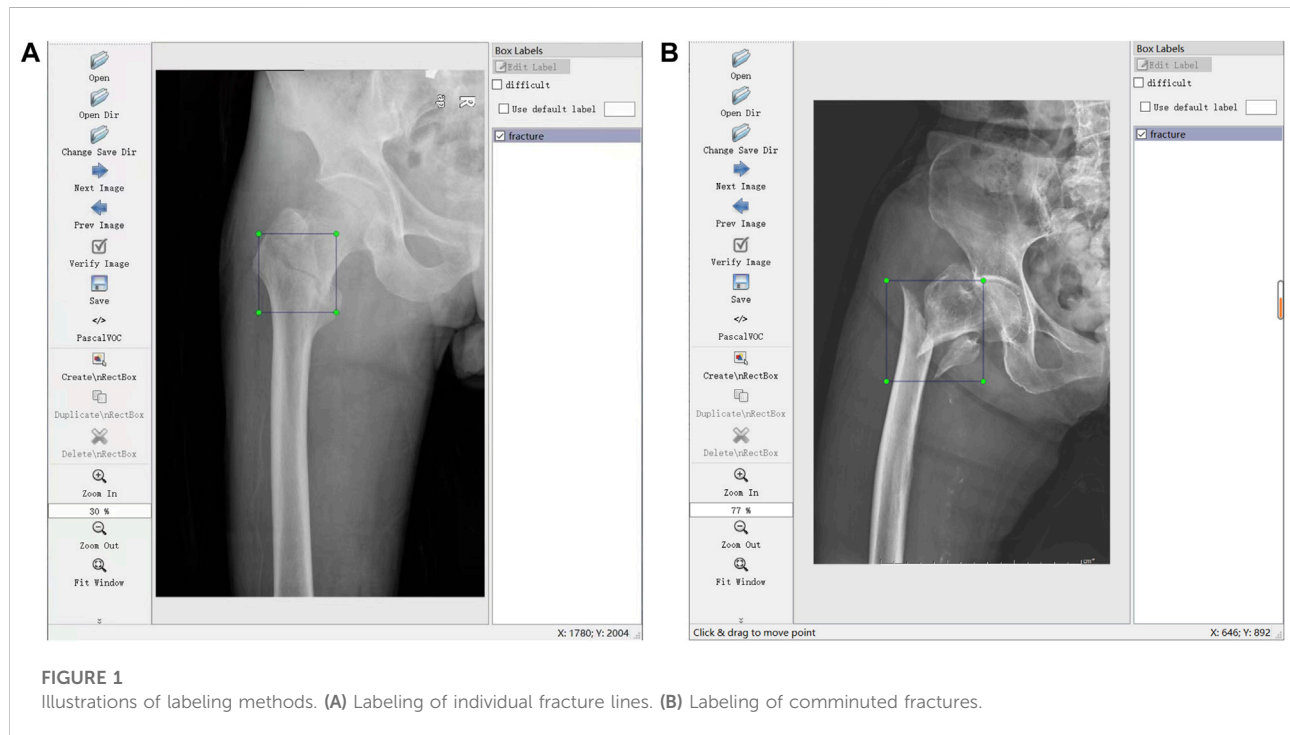 A
Open
Open Dir
Change Save Dir
Next Image
Prev Image
Verify Image
Save
</>
PascalVOC
Create\nRectBox
Duplicate\nRectBox
Delete\nRectBox
Zoom In
30 %
Zoom Out
Fit Window
Box Labels
Edit Label
difficult
Use default label
fracture
R
X: 1780; Y: 2004
B
Open
Open Dir
Change Save Dir
Next Image
Prev Image
Verify Image
Save
</>
PascalVOC
Create\nRectBox
Duplicate\nRectBox
Delete\nRectBox
Zoom In
77 %
Zoom Out
Fit Window
Box Labels
Edit Label
difficult
Use default label
fracture
Click & drag to move point
X: 646; Y: 892
FIGURE 1
Illustrations of labeling methods. (A) Labeling of individual fracture lines. (B) Labeling of comminuted fractures.